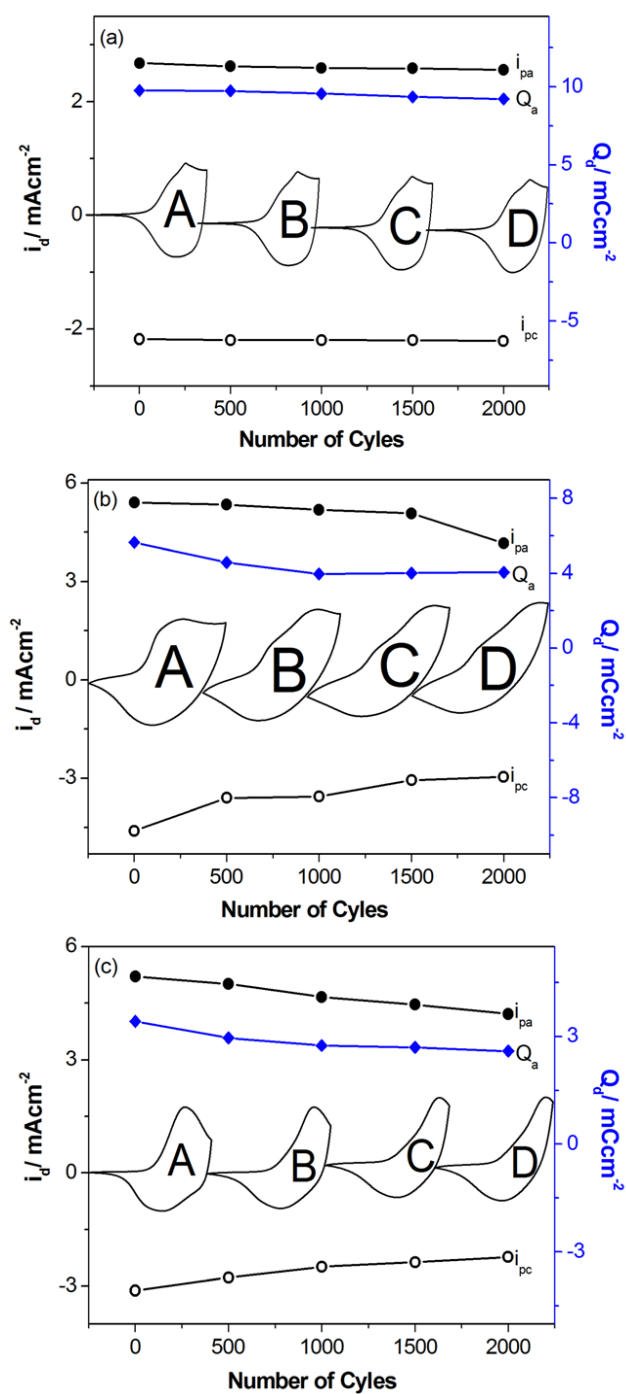 (a)
i_pa
Q_a
A B C D
i_pc
2
0
-2
i_d/ mAcm^-2
10
5
0
-5
Q_d/ mCcm^-2
0 500 1000 1500 2000
Number of Cyles
(b)
i_pa
Q_a
A B C D
i_pc
6
3
0
-3
i_d/ mAcm^-2
8
4
0
-4
-8
Q_d/ mCcm^-2
0 500 1000 1500 2000
Number of Cyles
(c)
i_pa
Q_a
A B C D
i_pc
6
3
0
-3
i_d/ mAcm^-2
3
0
-3
Q_d/ mCcm^-2
0 500 1000 1500 2000
Number of Cyles